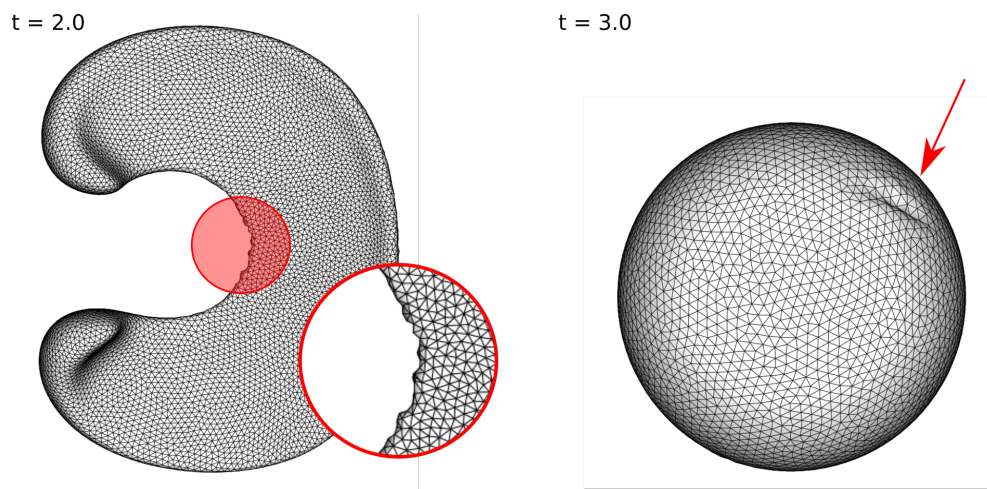 t = 2.0
t = 3.0